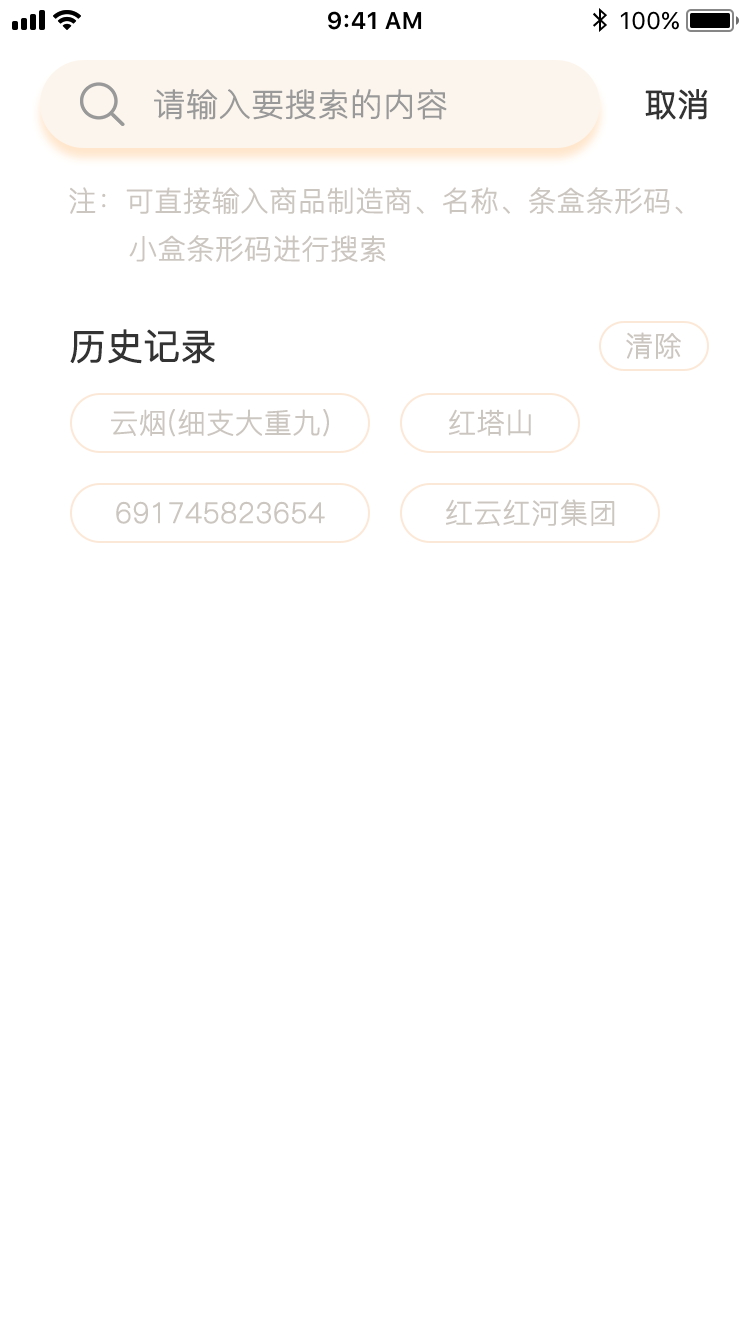 9:41 AM
100%
请输入要搜索的内容
取消
注：可直接输入商品制造商、名称、条盒条形码、
小盒条形码进行搜索
历史记录
清除
云烟(细支大重九)
红塔山
691745823654
红云红河集团